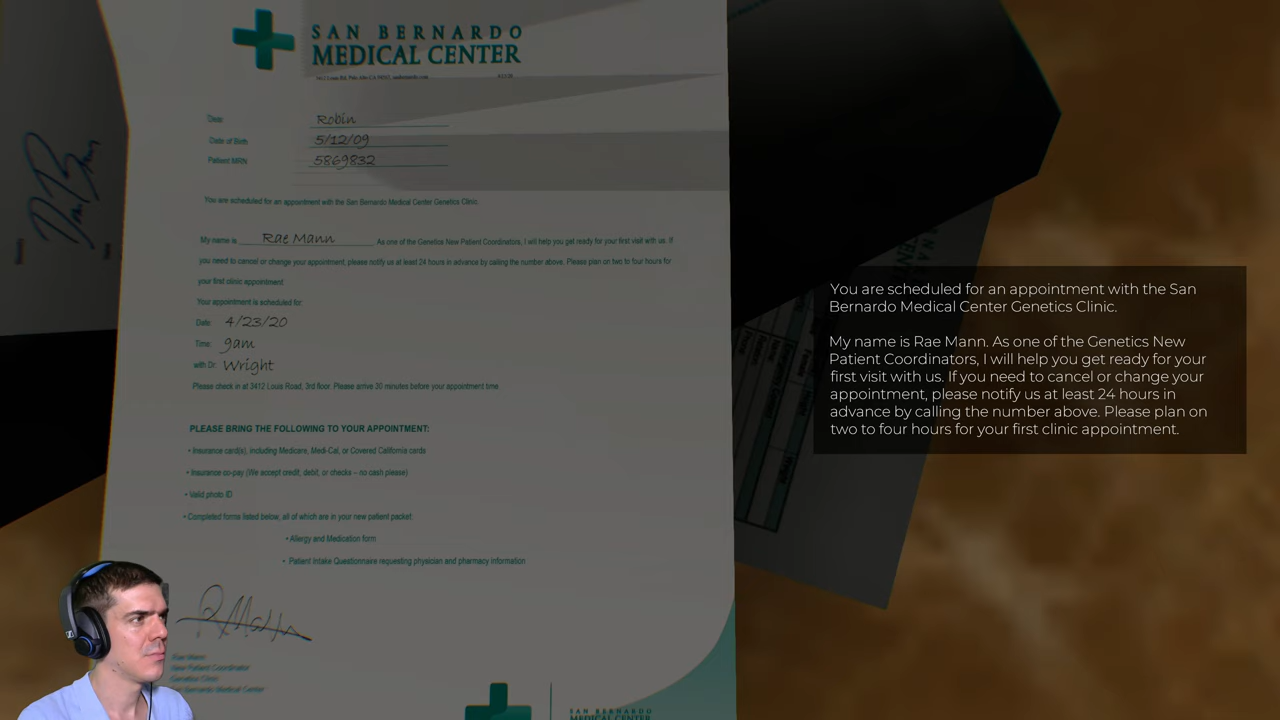 SAN BERNARDO
MEDICAL CENTER
Dear Robin
Date of Birth 5/12/09
Patient MRN 5869832
You are scheduled for an appointment with the San Bernardo Medical Center Genetics Clinic
My name is Rae Mann. As one of the Genetics New Patient Coordinators, I will help you get ready for your first visit with us. If
you need to cancel or change your appointment, please notify us at least 24 hours in advance by calling the number above. Please plan on two to four hours for
your first clinic appointment.
Your appointment is scheduled for:
Date: 4/23/20
Time: 9am
with Dr. Wright
Please check in at 3412 Louis Road, 3rd floor. Please arrive 30 minutes before your appointment time
PLEASE BRING THE FOLLOWING TO YOUR APPOINTMENT:
• Insurance card(s), including Medicare, Medi-Cal, or Covered California cards
• Insurance co-pay (We accept credit, debit, or checks – no cash please)
• Valid photo ID
• Completed forms listed below, all of which are in your new patient packet:
• Allergy and Medication form
• Patient Intake Questionnaire requesting physician and pharmacy information
Rae Mann
New Patient Coordinator
Genetics Clinic
San Bernardo Medical Center
SAN BERNARDO
MEDICAL CENTER
You are scheduled for an appointment with the San
Bernardo Medical Center Genetics Clinic.
My name is Rae Mann. As one of the Genetics New
Patient Coordinators, I will help you get ready for your
first visit with us. If you need to cancel or change your
appointment, please notify us at least 24 hours in
advance by calling the number above. Please plan on
two to four hours for your first clinic appointment.